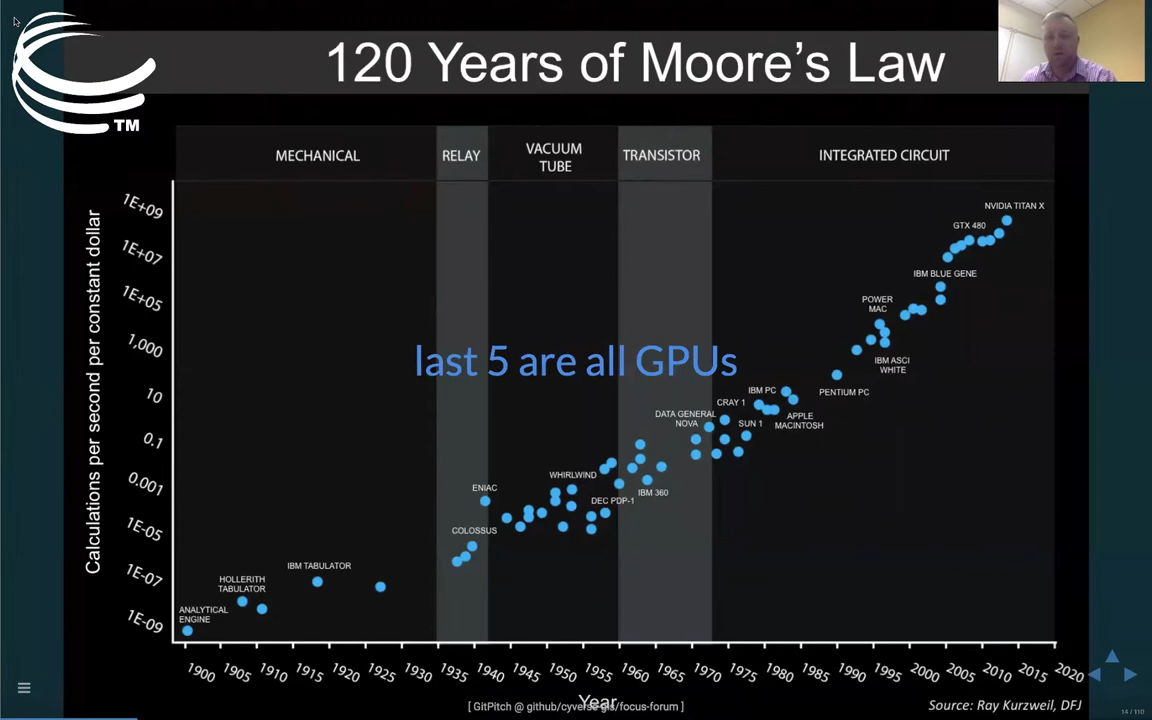 120 Years of Moore's Law
TM
MECHANICAL
RELAY
VACUUM
TUBE
TRANSISTOR
INTEGRATED CIRCUIT
Calculations per second per constant dollar
1E+09
1E+07
1E+05
1,000
10
0.1
0.001
1E-05
1E-07
1E-09
NVIDIA TITAN X
GTX 480
IBM BLUE GENE
POWER
MAC
IBM ASCI
WHITE
last 5 are all GPUs
PENTIUM PC
IBM PC
APPLE
MACINTOSH
CRAY 1
SUN 1
DATA GENERAL
NOVA
WHIRLWIND
IBM 360
DEC PDP-1
ENIAC
COLOSSUS
IBM TABULATOR
HOLLERITH
TABULATOR
ANALYTICAL
ENGINE
1900 1905 1910 1915 1920 1925 1930 1935 1940 1945 1950 1955 1960 1965 1970 1975 1980 1985 1990 1995 2000 2005 2010 2015 2020
Year
[ GitPitch @ github/cyverse-gis/focus-forum ]
Source: Ray Kurzweil, DFJ
14 / 110